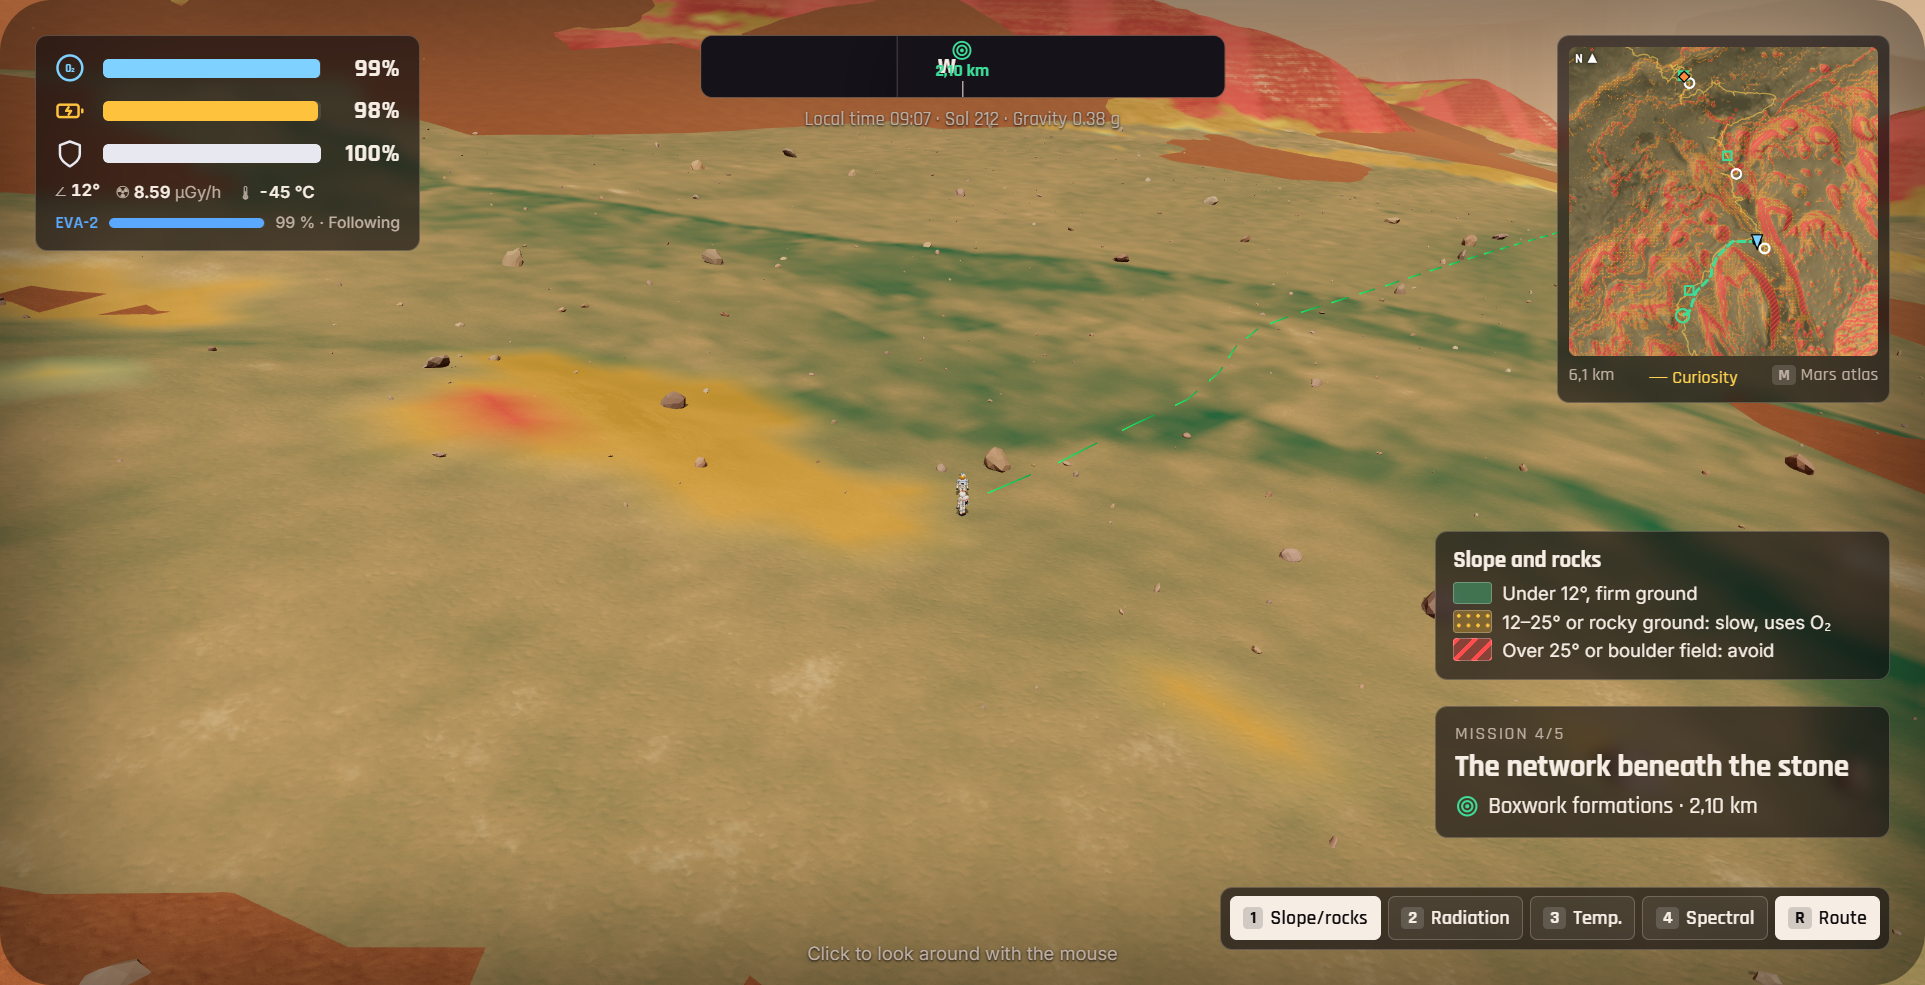 O₂ 99%
98%
100%
∠ 12° 8.59 µGy/h -45 °C
EVA-2 99 % · Following
W
2,10 km
Local time 09:07 · Sol 212 · Gravity 0.38 g
N ▲
6,1 km — Curiosity M Mars atlas
Slope and rocks
Under 12°, firm ground
12–25° or rocky ground: slow, uses O₂
Over 25° or boulder field: avoid
MISSION 4/5
The network beneath the stone
Boxwork formations · 2,10 km
1 Slope/rocks 2 Radiation 3 Temp. 4 Spectral R Route
Click to look around with the mouse